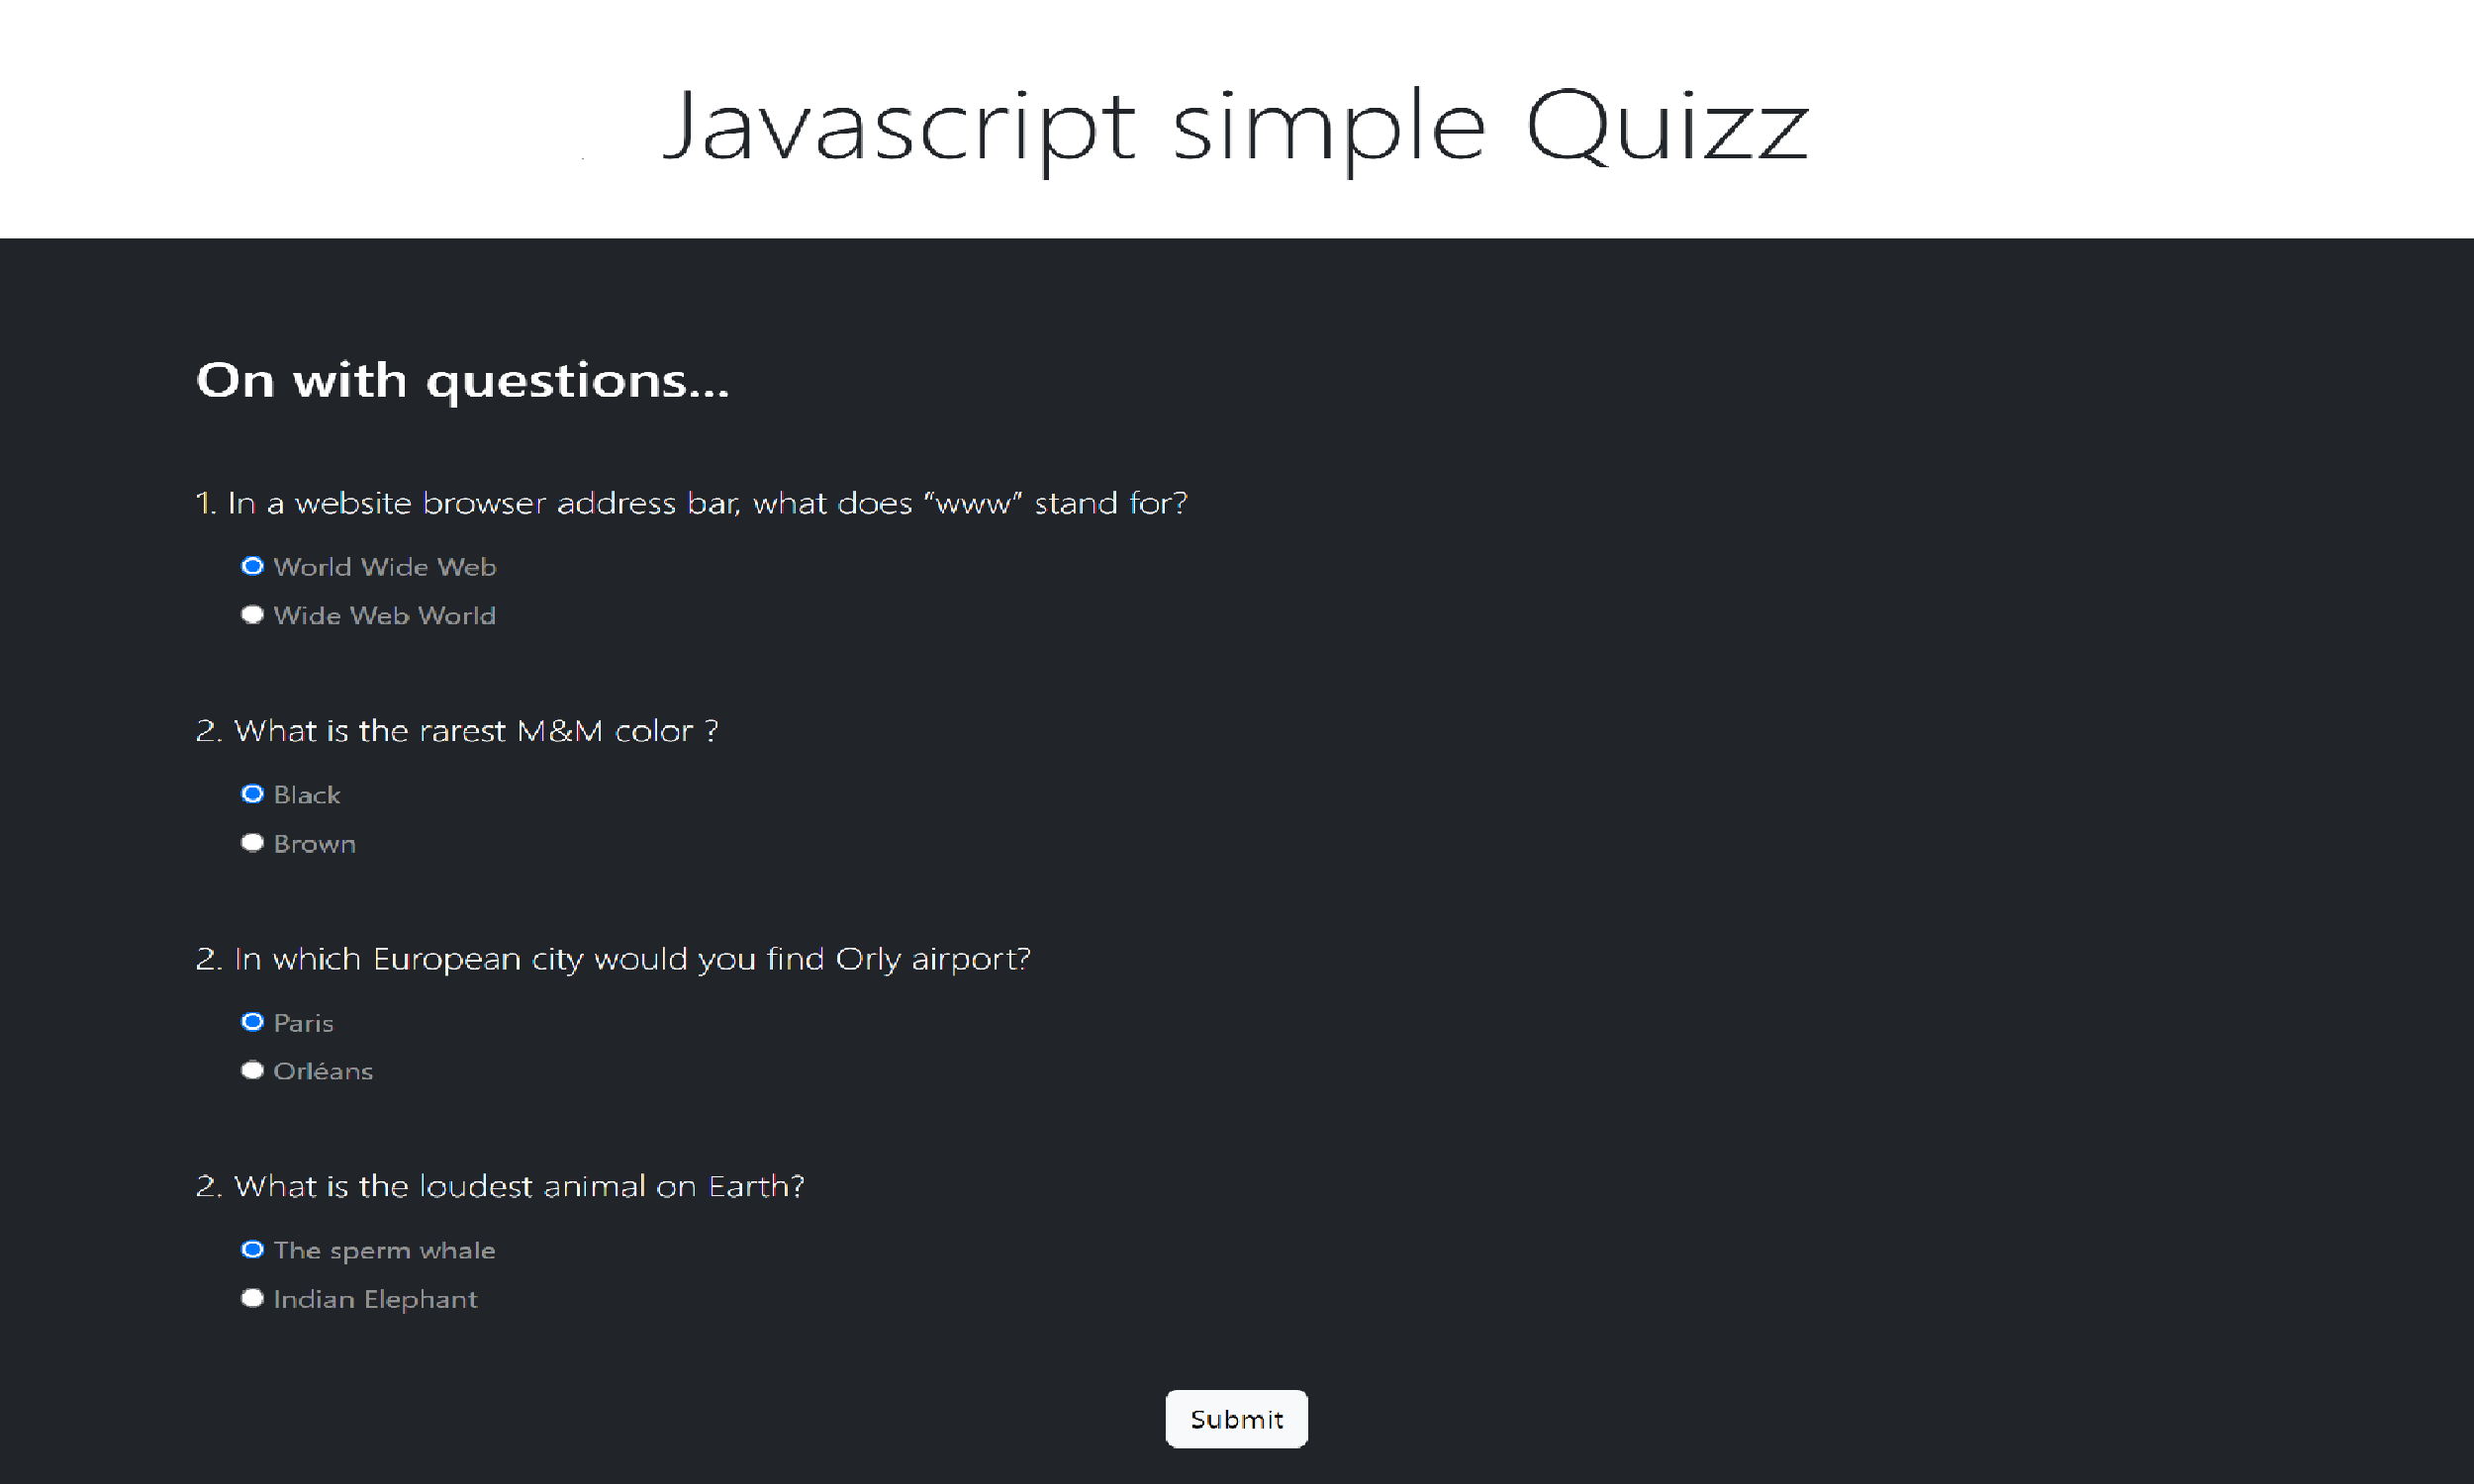 Javascript simple Quizz
On with questions...
1. In a website browser address bar, what does “www” stand for?
World Wide Web
Wide Web World
2. What is the rarest M&M color ?
Black
Brown
2. In which European city would you find Orly airport?
Paris
Orléans
2. What is the loudest animal on Earth?
The sperm whale
Indian Elephant
Submit